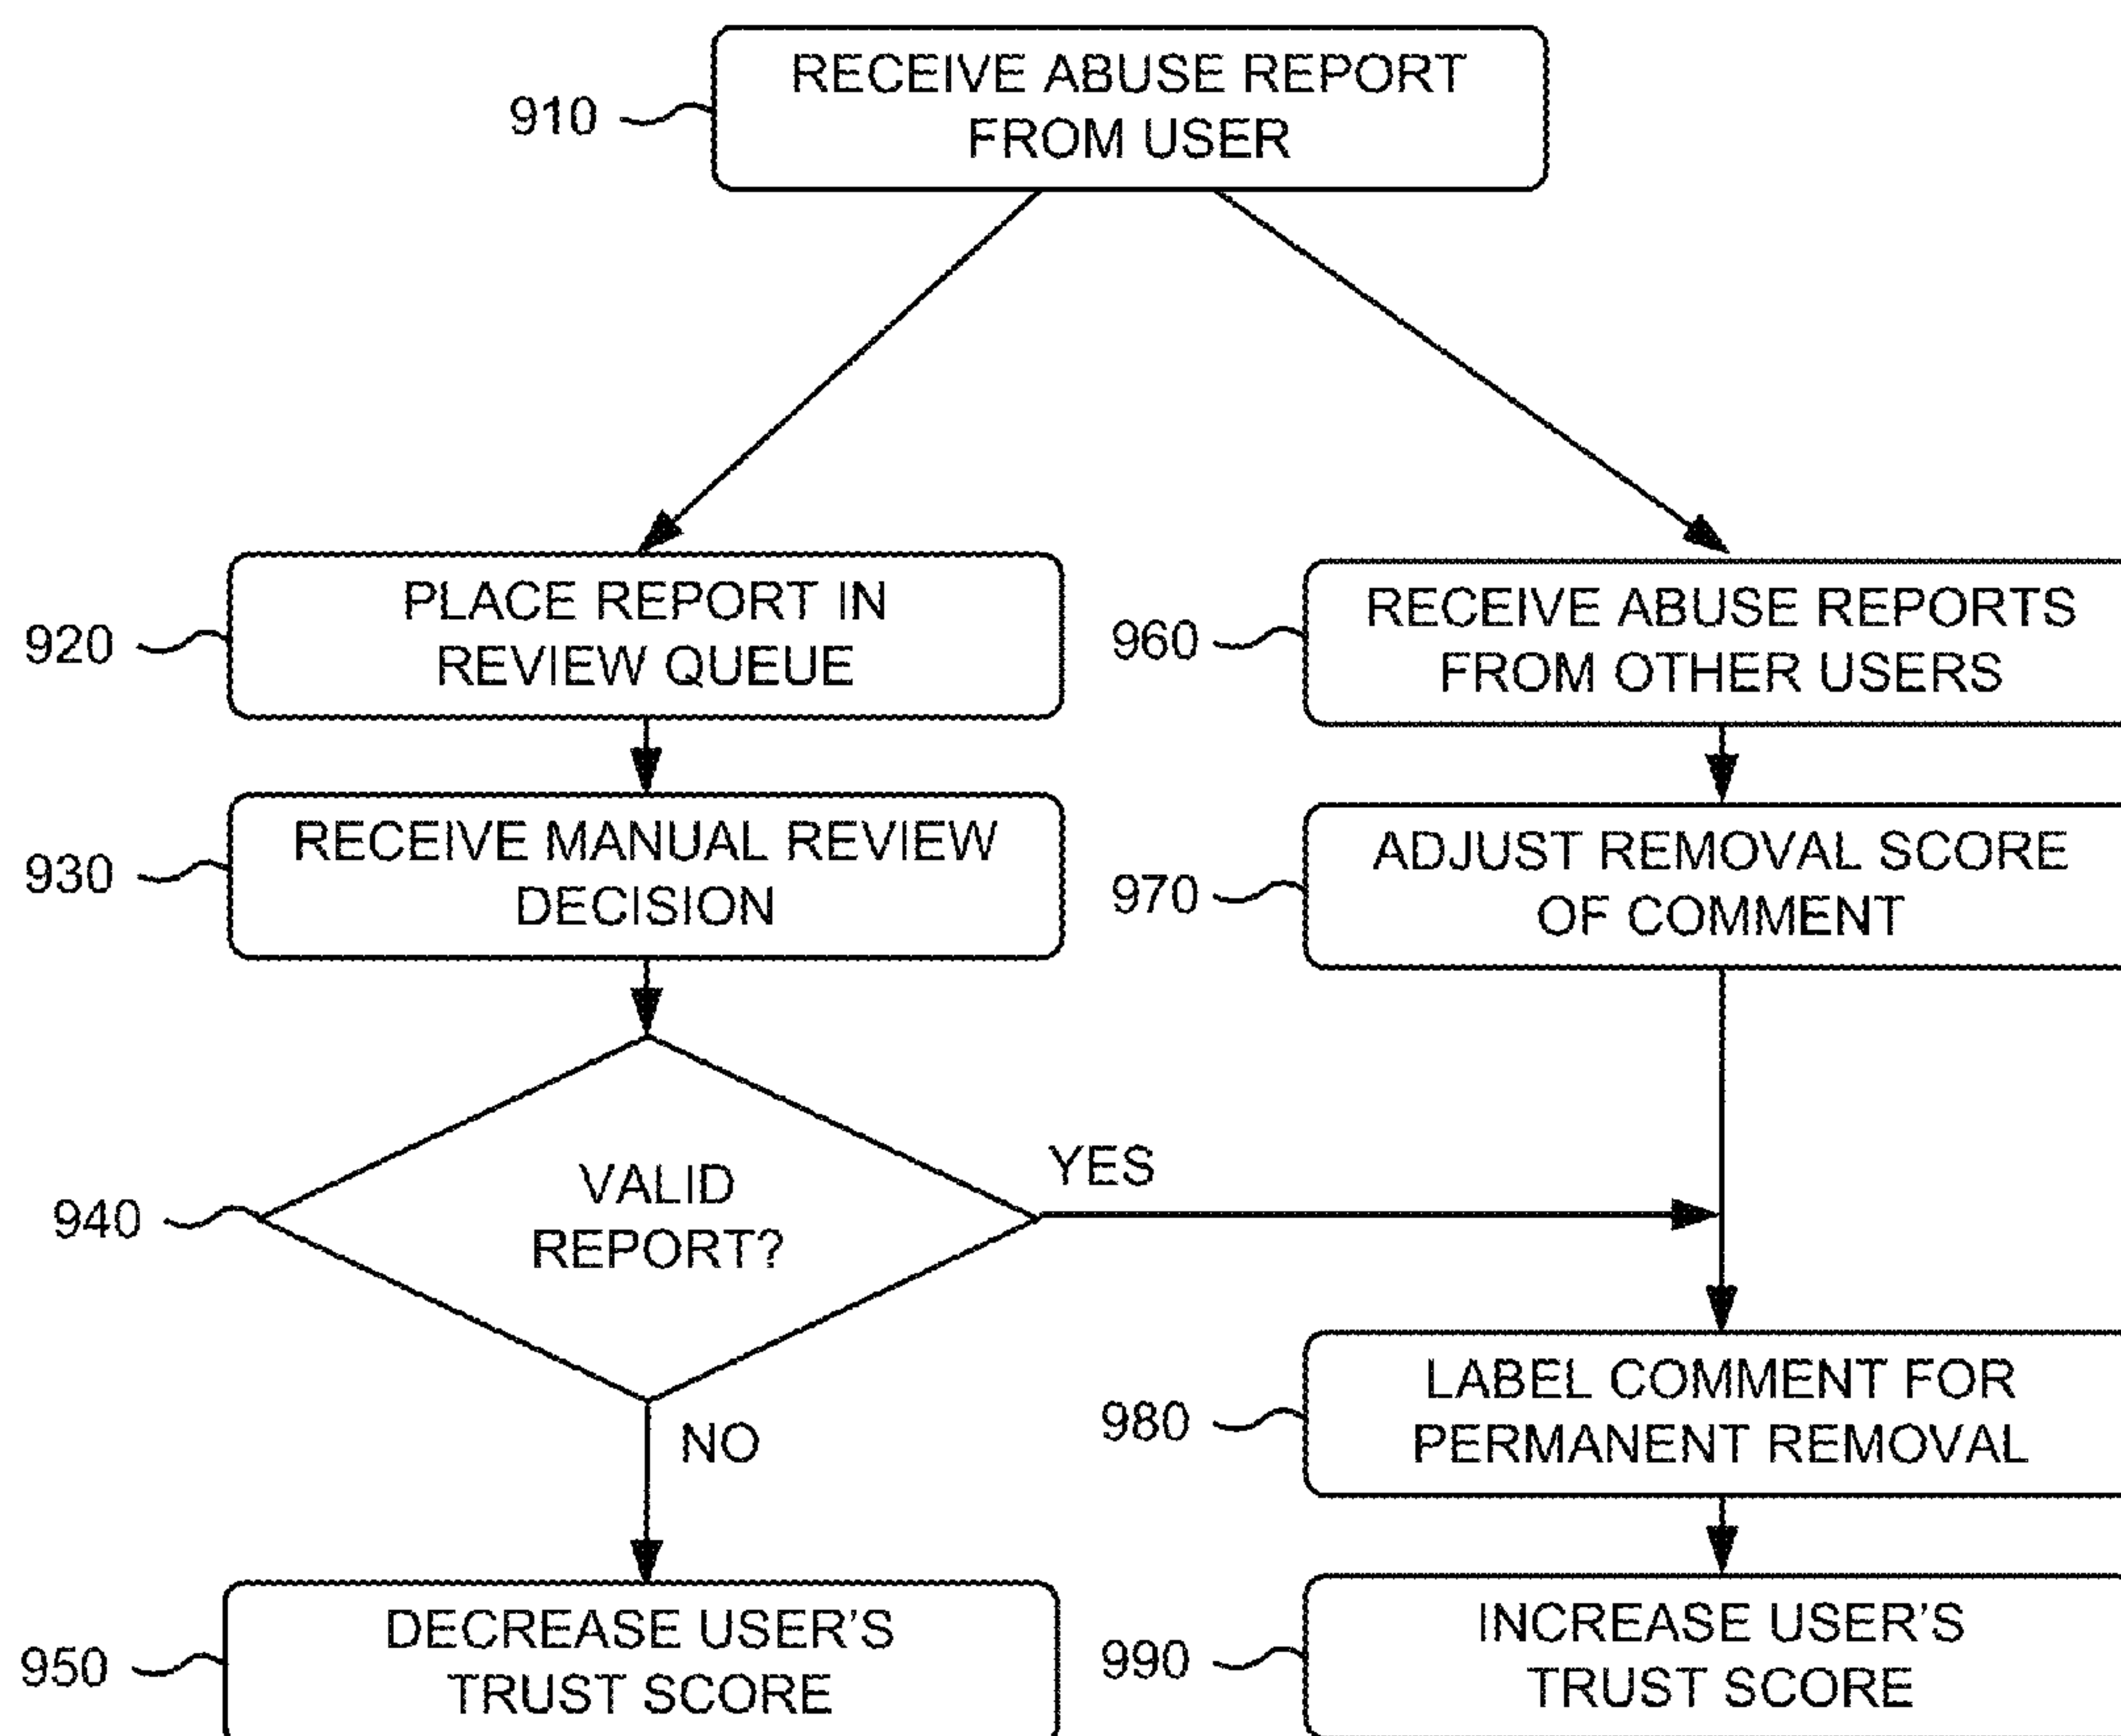 RECEIVE ABUSE REPORT
FROM USER
910
PLACE REPORT IN
REVIEW QUEUE
920
RECEIVE MANUAL REVIEW
DECISION
930
VALID
REPORT?
940
YES
NO
DECREASE USER'S
TRUST SCORE
950
RECEIVE ABUSE REPORTS
FROM OTHER USERS
960
ADJUST REMOVAL SCORE
OF COMMENT
970
LABEL COMMENT FOR
PERMANENT REMOVAL
980
INCREASE USER'S
TRUST SCORE
990